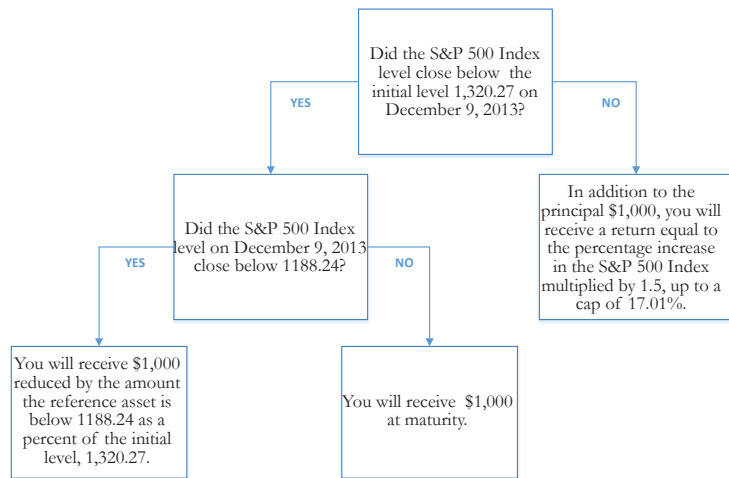 Did the S&P 500 Index
level close below the
initial level 1,320.27 on
December 9, 2013?
YES
NO
Did the S&P 500 Index
level on December 9, 2013
close below 1188.24?
In addition to the
principal $1,000, you will
receive a return equal to
the percentage increase
in the S&P 500 Index
multiplied by 1.5, up to a
cap of 17.01%.
YES
NO
You will receive $1,000
reduced by the amount
the reference asset is
below 1188.24 as a
percent of the initial
level, 1,320.27.
You will receive $1,000
at maturity.